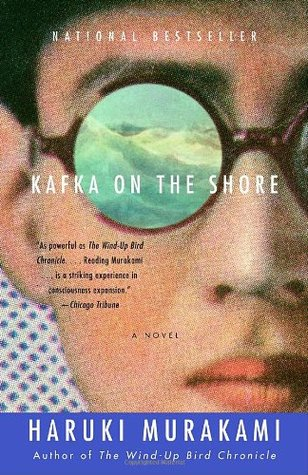 NATIONAL BESTSELLER
KAFKA ON THE SHORE
"As powerful as The Wind-Up Bird
Chronicle. . . . Reading Murakami
. . . is a striking experience in
consciousness expansion."
—Chicago Tribune
A NOVEL
HARUKI MURAKAMI
Author of The Wind-Up Bird Chronicle